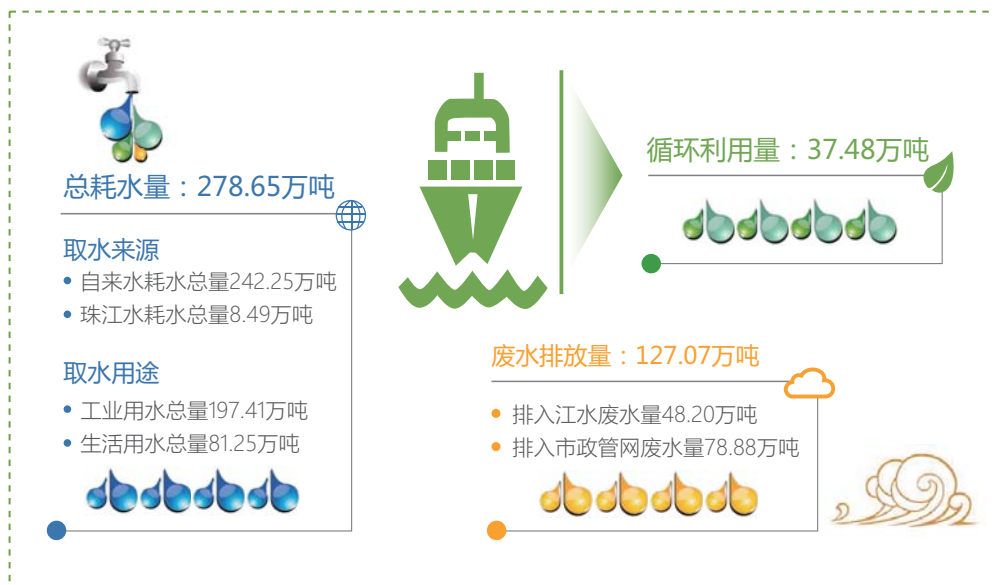 总耗水量：278.65万吨
取水来源
• 自来水耗水总量242.25万吨
• 珠江水耗水总量8.49万吨
取水用途
• 工业用水总量197.41万吨
• 生活用水总量81.25万吨
循环利用量：37.48万吨
废水排放量：127.07万吨
• 排入江水废水量48.20万吨
• 排入市政管网废水量78.88万吨